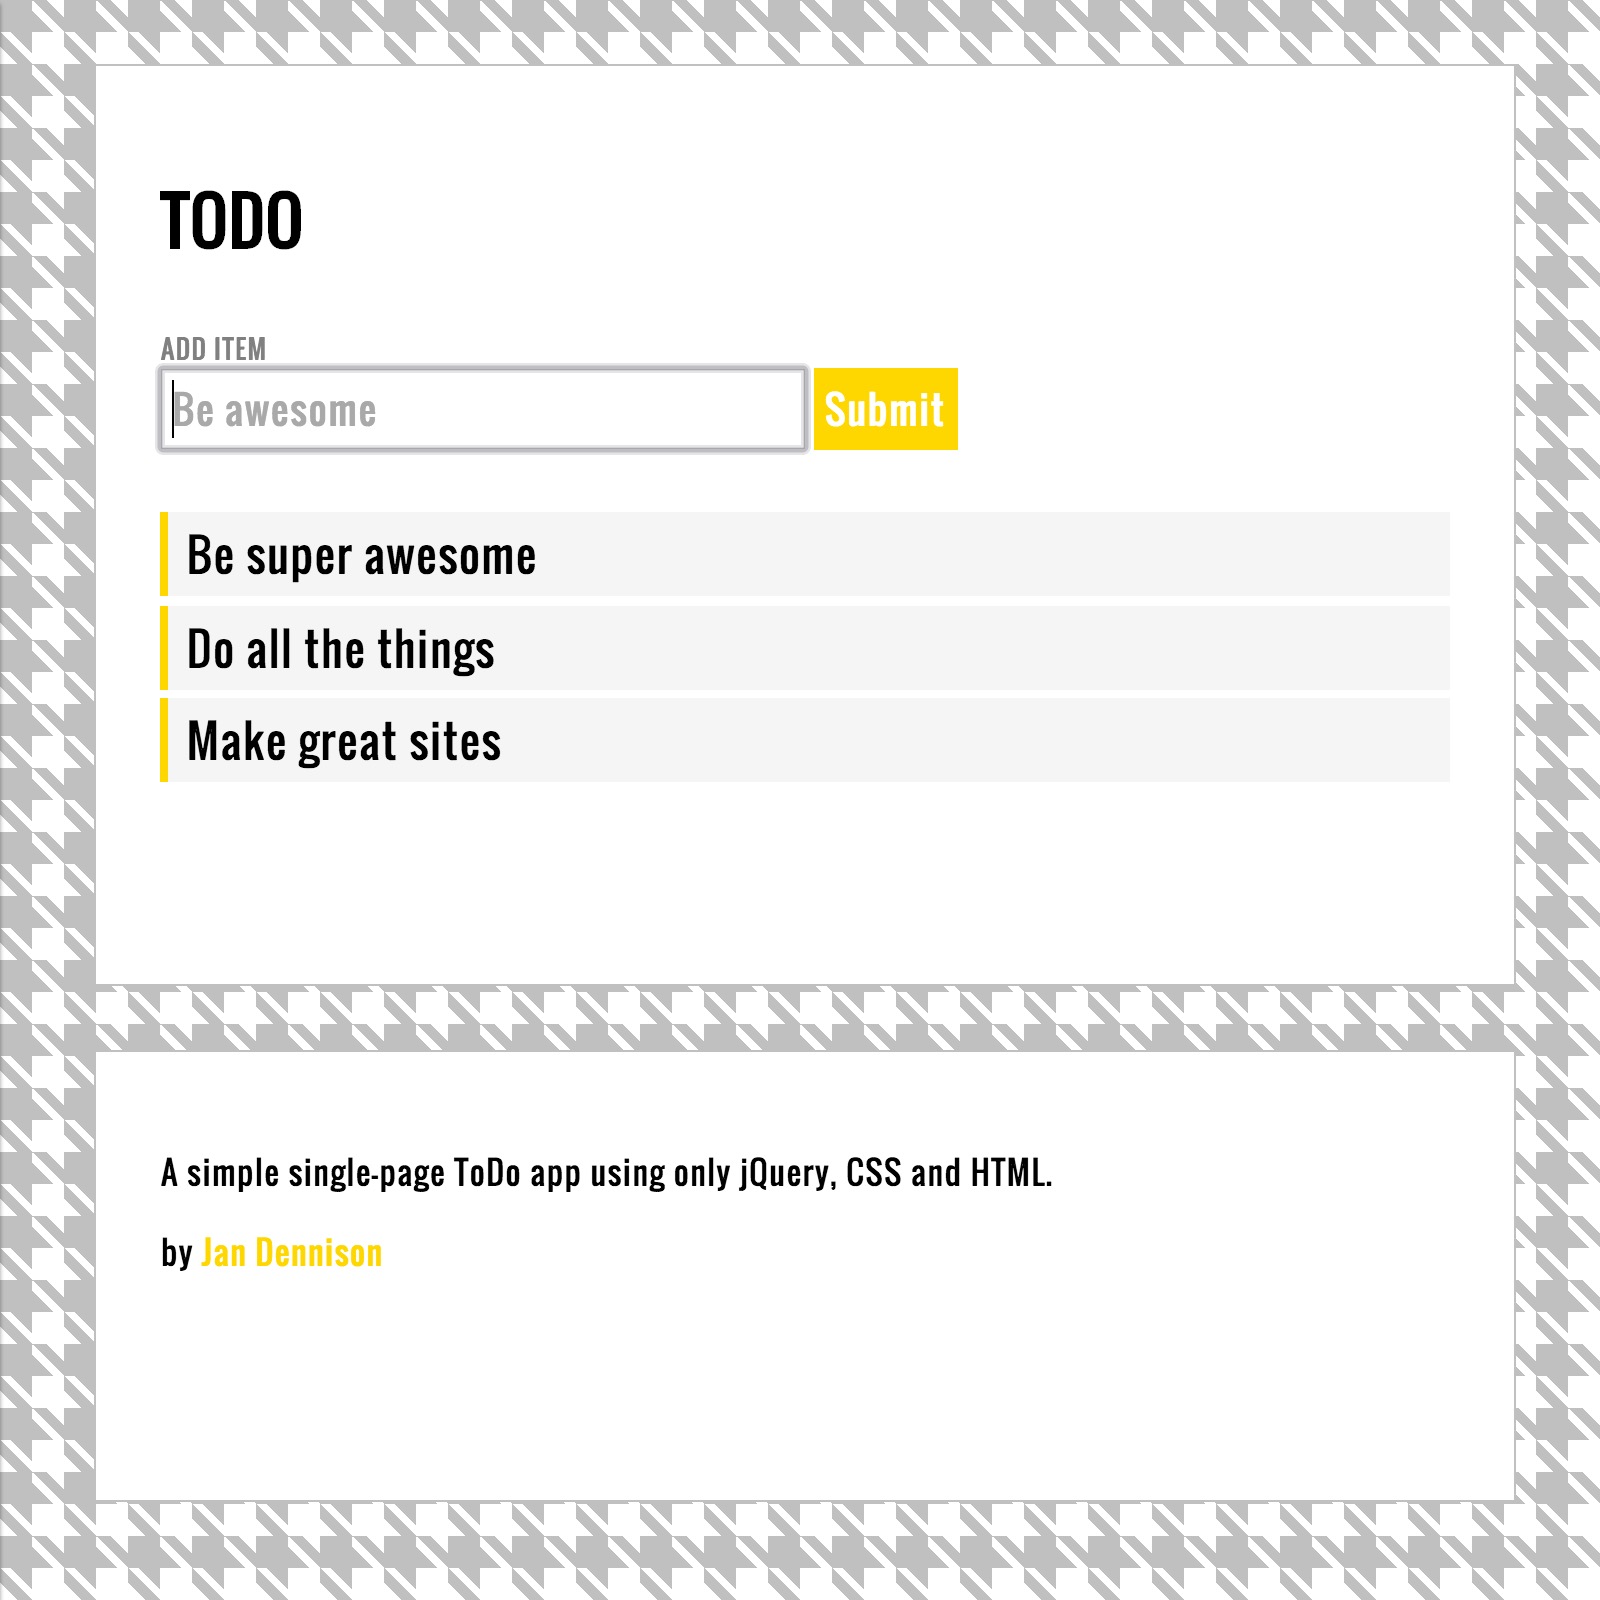 TODO
ADD ITEM
Be awesome
Submit
Be super awesome
Do all the things
Make great sites
A simple single-page ToDo app using only jQuery, CSS and HTML.
by Jan Dennison